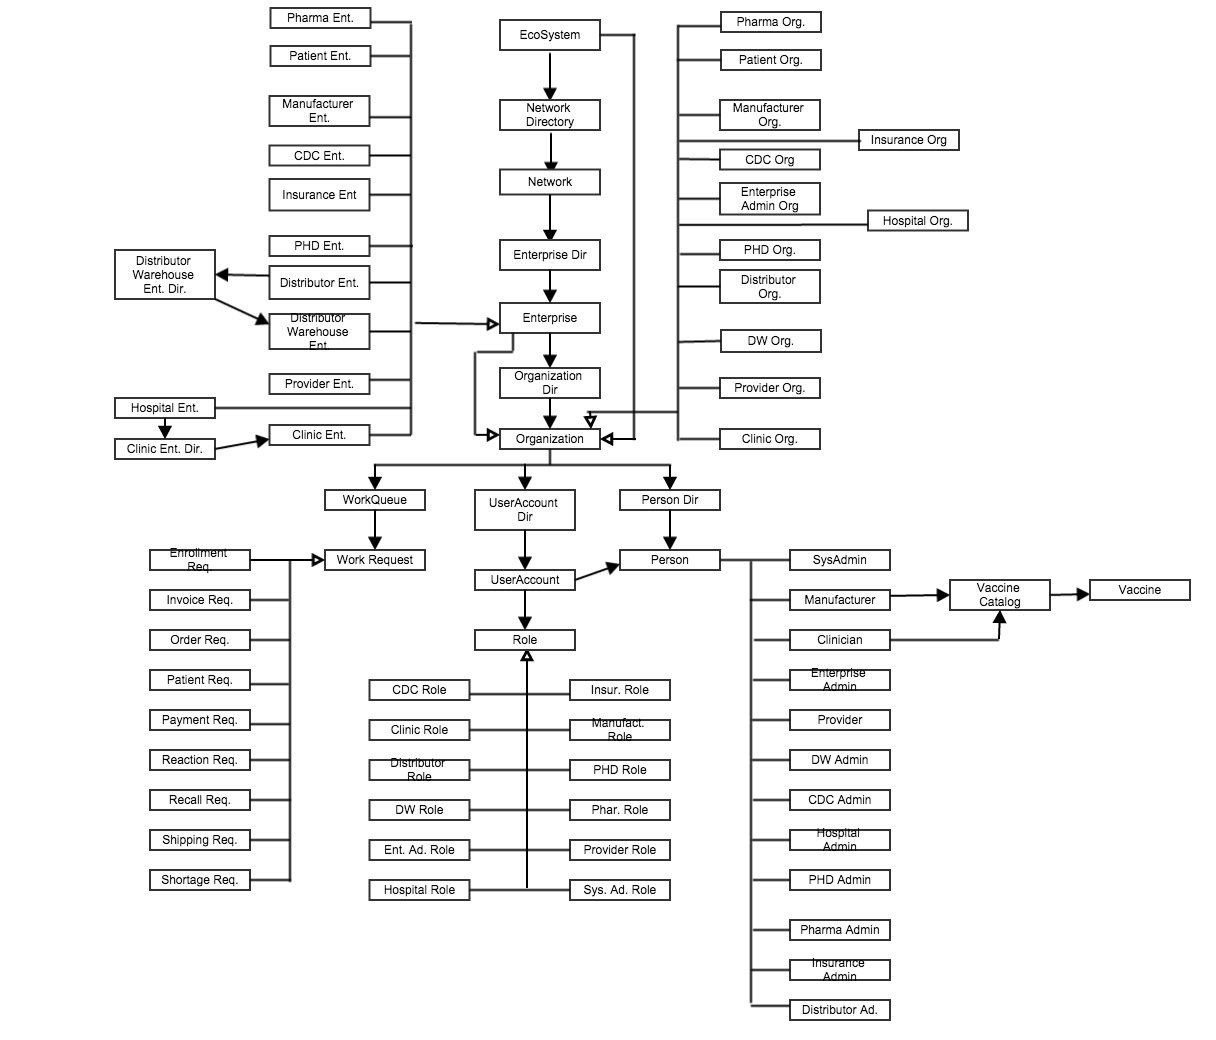 Pharma Ent.
Patient Ent.
Manufacturer
Ent.
CDC Ent.
Insurance Ent
PHD Ent.
Distributor Ent.
Distributor
Warehouse
Ent. Dir.
Distributor
Warehouse
Ent.
Provider Ent.
Hospital Ent.
Clinic Ent. Dir.
Clinic Ent.
EcoSystem
Network
Directory
Network
Enterprise Dir
Enterprise
Organization
Dir
Organization
Pharma Org.
Patient Org.
Manufacturer
Org.
Insurance Org
CDC Org
Enterprise
Admin Org
Hospital Org.
PHD Org.
Distributor
Org.
DW Org.
Provider Org.
Clinic Org.
WorkQueue
UserAccount
Dir
Person Dir
Work Request
UserAccount
Person
Role
Enrollment
Req.
Invoice Req.
Order Req.
Patient Req.
Payment Req.
Reaction Req.
Recall Req.
Shipping Req.
Shortage Req.
CDC Role
Insur. Role
Clinic Role
Manufact.
Role
Distributor
Role
PHD Role
DW Role
Phar. Role
Ent. Ad. Role
Provider Role
Hospital Role
Sys. Ad. Role
SysAdmin
Manufacturer
Vaccine
Catalog
Vaccine
Clinician
Enterprise
Admin
Provider
DW Admin
CDC Admin
Hospital
Admin
PHD Admin
Pharma Admin
Insurance
Admin
Distributor Ad.